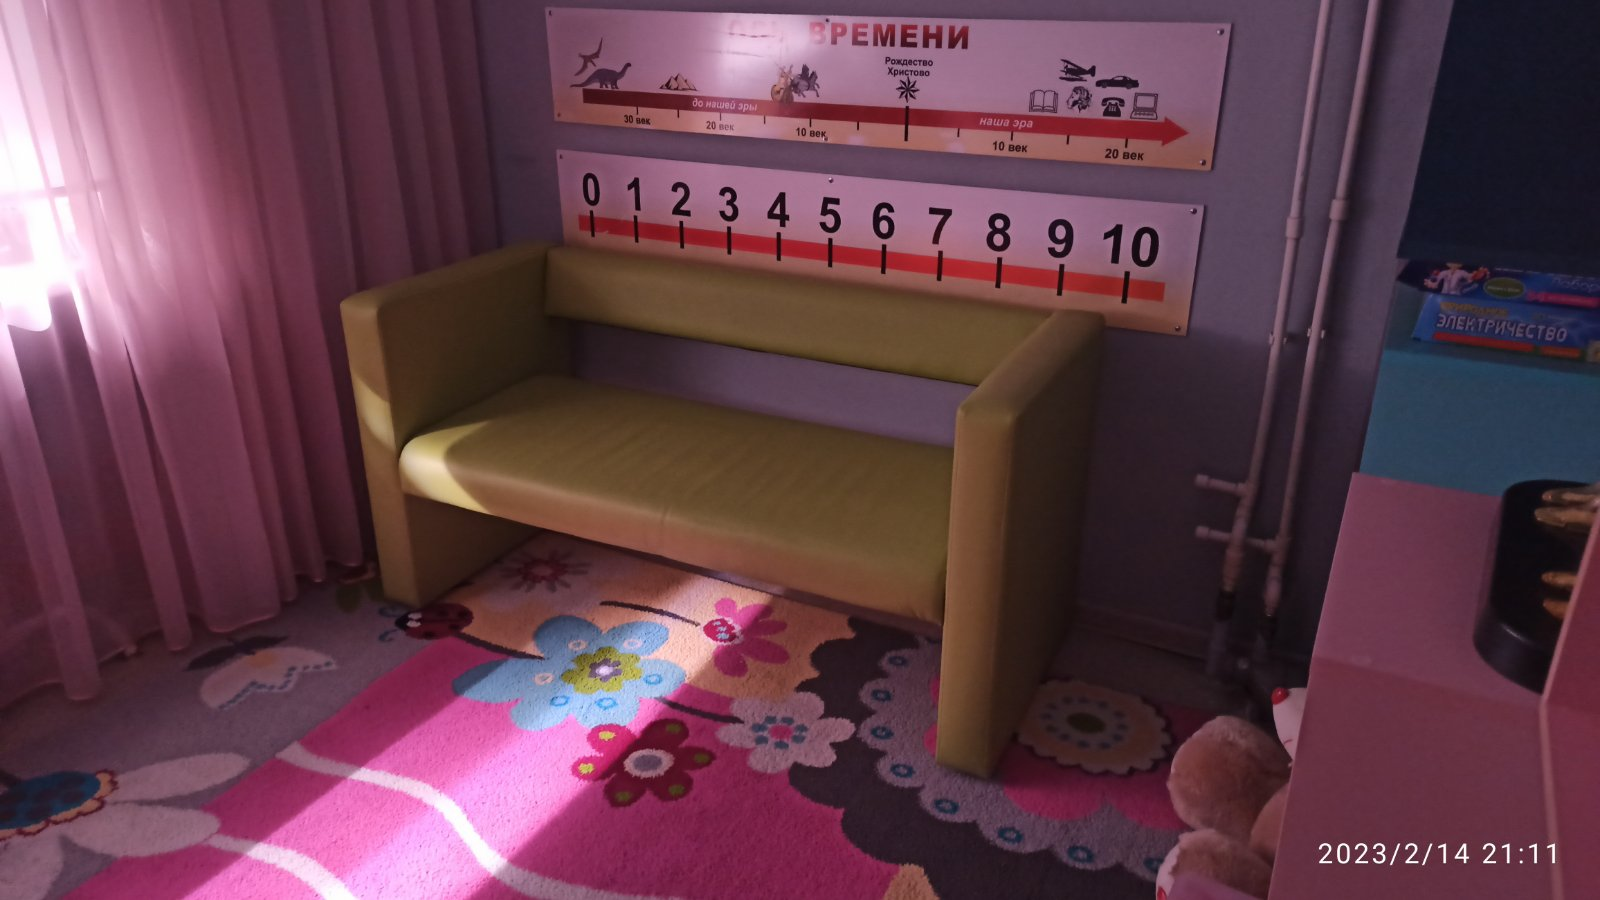 ОСЬ ВРЕМЕНИ
Рождество
Христово
до нашей эры
наша эра
30 век
20 век
10 век
10 век
20 век
0 1 2 3 4 5 6 7 8 9 10
ЭЛЕКТРИЧЕСТВО
2023/2/14 21:11